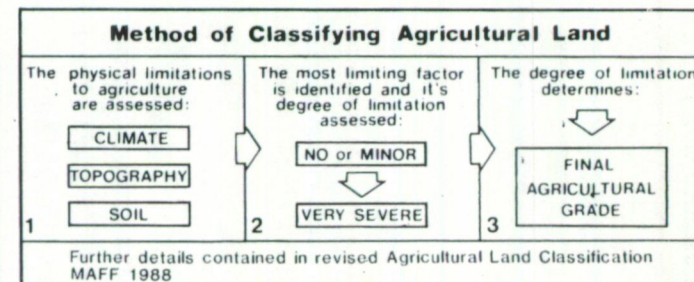 Method of Classifying Agricultural Land
The physical limitations
to agriculture
are assessed:
CLIMATE
TOPOGRAPHY
SOIL
1
The most limiting factor
is identified and it's
degree of limitation
assessed:
NO or MINOR
VERY SEVERE
2
The degree of limitation
determines:
FINAL
AGRICULTURAL
GRADE
3
Further details contained in revised Agricultural Land Classification
MAFF 1988